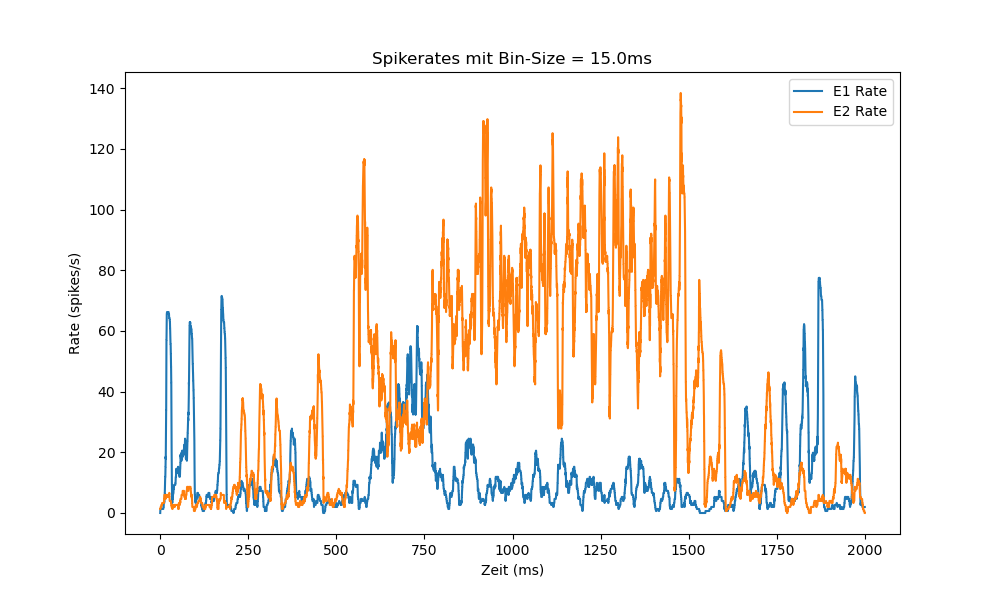 Spikerates mit Bin-Size = 15.0ms
E1 Rate
E2 Rate
Rate (spikes/s)
140
120
100
80
60
40
20
0
0 250 500 750 1000 1250 1500 1750 2000
Zeit (ms)